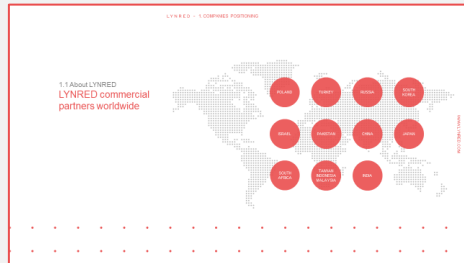 LYNRED - 1 COMPANIES POSITIONING
1.1 About LYNRED
LYNRED commercial
partners worldwide
POLAND
TURKEY
RUSSIA
SOUTH
KOREA
ISRAEL
PAKISTAN
CHINA
JAPAN
SOUTH
AFRICA
TAIWAN
INDONESIA
MALAYSIA
INDIA
WWW.LYNRED.COM